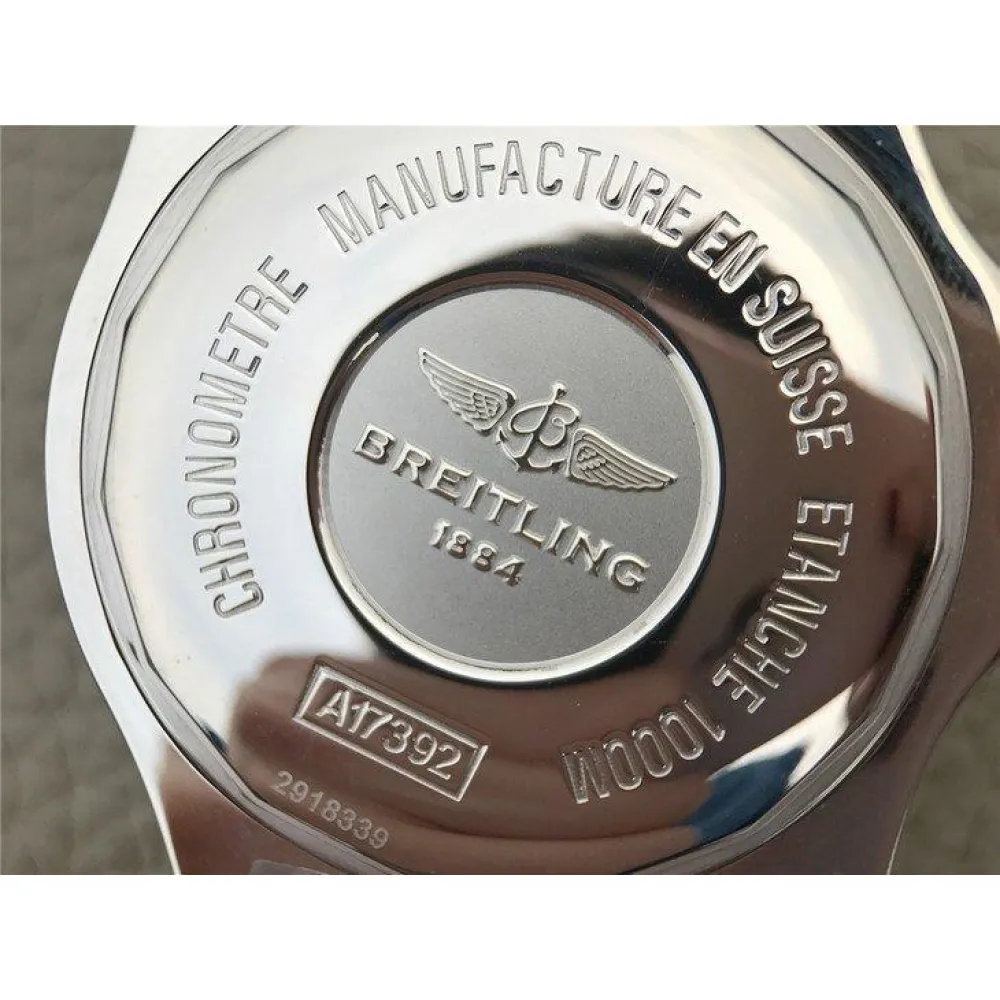 CHRONOMETRE MANUFACTURE EN SUISSE ETANCHE 1000M
B
BREITLING
1884
A17392
2918339